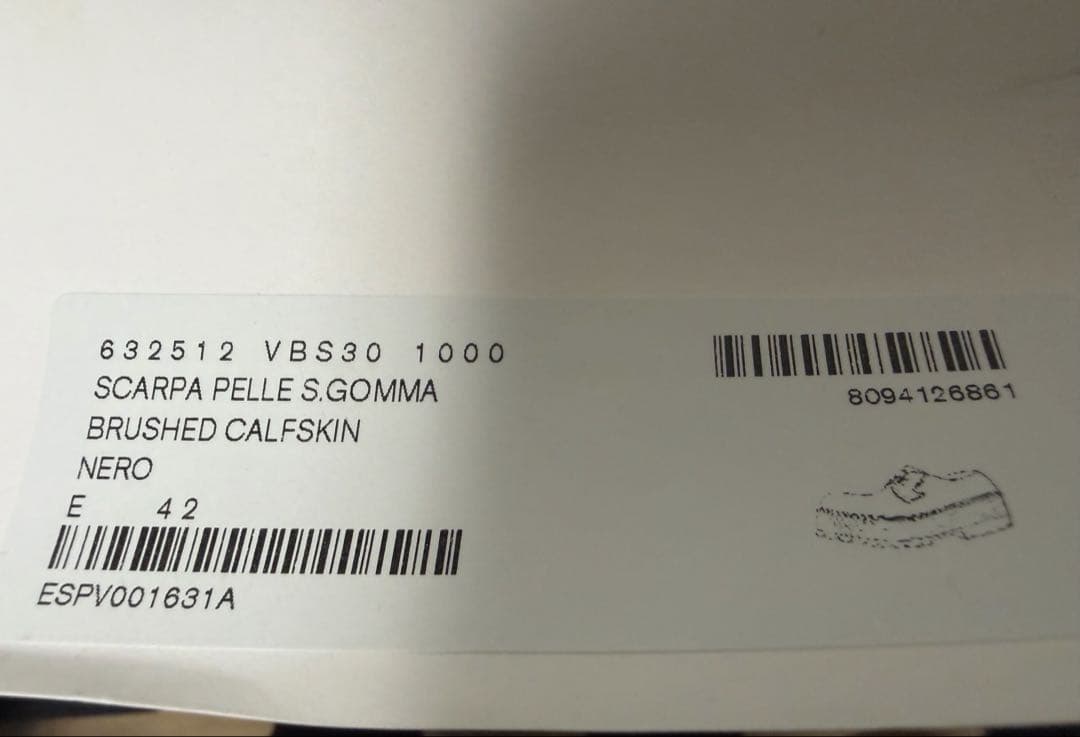 632512 VBS30 1000
SCARPA PELLE S.GOMMA
BRUSHED CALFSKIN
NERO
E 42
ESPV001631A
8094126861